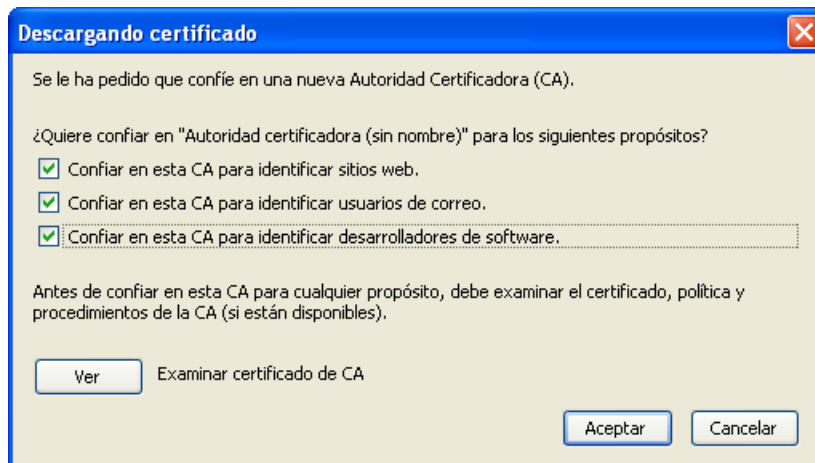 Descargando certificado
Se le ha pedido que confíe en una nueva Autoridad Certificadora (CA).
¿Quiere confiar en "Autoridad certificadora (sin nombre)" para los siguientes propósitos?
Confiar en esta CA para identificar sitios web.
Confiar en esta CA para identificar usuarios de correo.
Confiar en esta CA para identificar desarrolladores de software.
Antes de confiar en esta CA para cualquier propósito, debe examinar el certificado, política y
procedimientos de la CA (si están disponibles).
Ver Examinar certificado de CA
Aceptar Cancelar